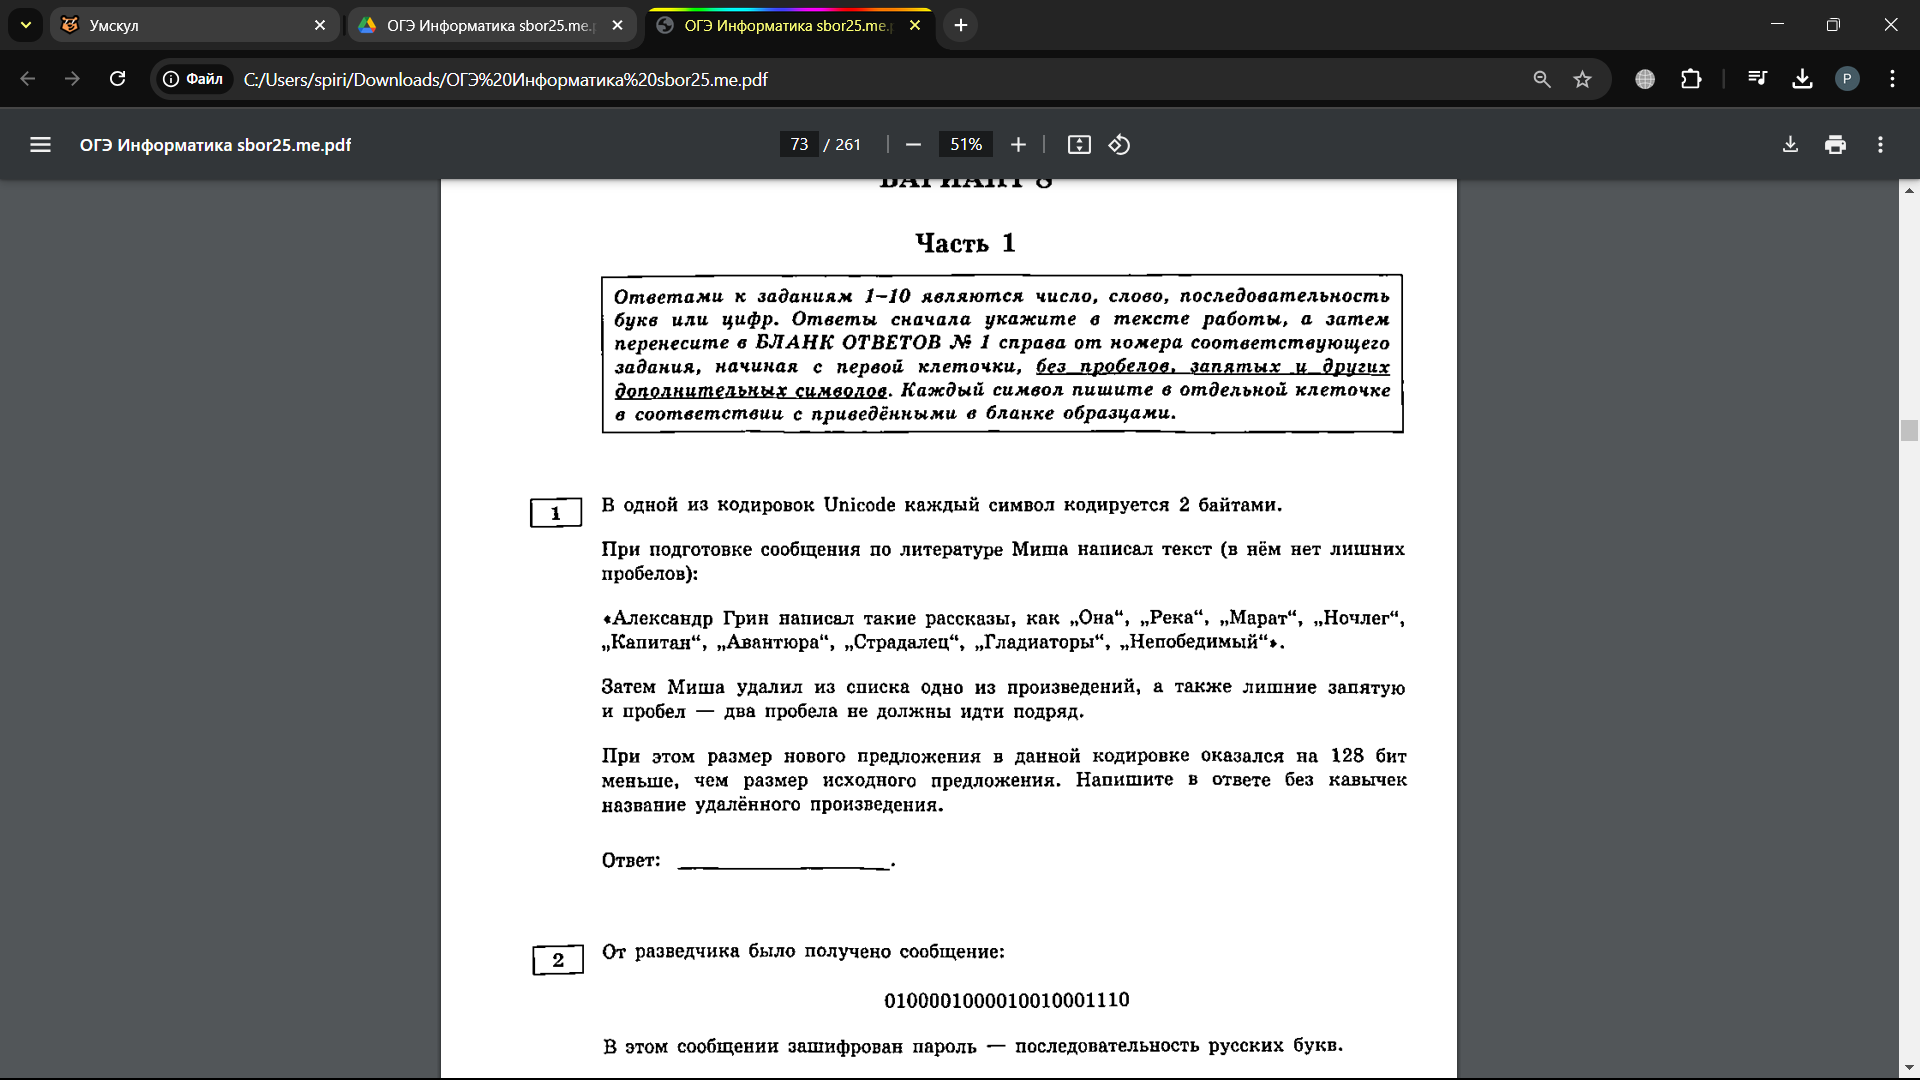 Умскул
ОГЭ Информатика sbor25.me.p
ОГЭ Информатика sbor25.me.p
Файл
C:/Users/spiri/Downloads/ОГЭ%20Информатика%20sbor25.me.pdf
P
ОГЭ Информатика sbor25.me.pdf
73 / 261
51%
ВАРИАНТ 8
Часть 1
Ответами к заданиям 1–10 являются число, слово, последовательность
букв или цифр. Ответы сначала укажите в тексте работы, а затем
перенесите в БЛАНК ОТВЕТОВ № 1 справа от номера соответствующего
задания, начиная с первой клеточки, без пробелов, запятых и других
дополнительных символов. Каждый символ пишите в отдельной клеточке
в соответствии с приведёнными в бланке образцами.
1
В одной из кодировок Unicode каждый символ кодируется 2 байтами.
При подготовке сообщения по литературе Миша написал текст (в нём нет лишних
пробелов):
«Александр Грин написал такие рассказы, как „Она“, „Река“, „Марат“, „Ночлег“,
„Капитан“, „Авантюра“, „Страдалец“, „Гладиаторы“, „Непобедимый“».
Затем Миша удалил из списка одно из произведений, а также лишние запятую
и пробел — два пробела не должны идти подряд.
При этом размер нового предложения в данной кодировке оказался на 128 бит
меньше, чем размер исходного предложения. Напишите в ответе без кавычек
название удалённого произведения.
Ответ: ____________________.
2
От разведчика было получено сообщение:
0100001000010010001110
В этом сообщении зашифрован пароль — последовательность русских букв.